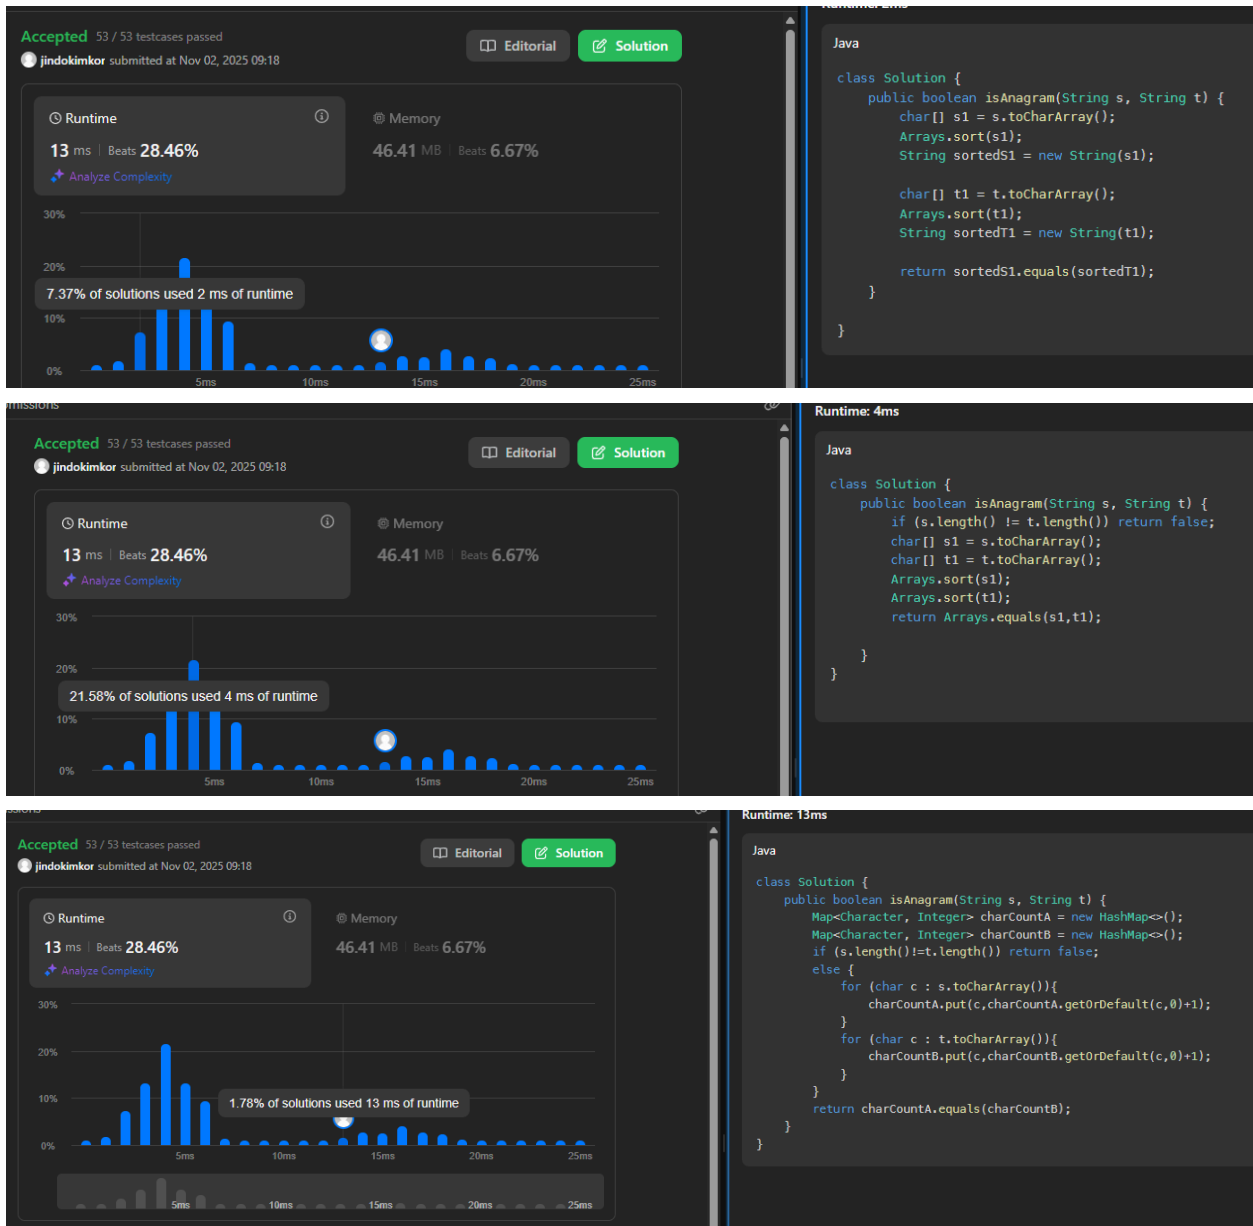 Runtime: 2ms
Accepted 53 / 53 testcases passed
Editorial
Solution
jindokimkor submitted at Nov 02, 2025 09:18
Runtime
Memory
13 ms | Beats 28.46%
46.41 MB | Beats 6.67%
Analyze Complexity
30%
20%
7.37% of solutions used 2 ms of runtime
10%
0%
5ms 10ms 15ms 20ms 25ms
Java
class Solution {
    public boolean isAnagram(String s, String t) {
        char[] s1 = s.toCharArray();
        Arrays.sort(s1);
        String sortedS1 = new String(s1);
        char[] t1 = t.toCharArray();
        Arrays.sort(t1);
        String sortedT1 = new String(t1);
        return sortedS1.equals(sortedT1);
    }
}
Accepted 53 / 53 testcases passed
Editorial
Solution
jindokimkor submitted at Nov 02, 2025 09:18
Runtime
Memory
13 ms | Beats 28.46%
46.41 MB | Beats 6.67%
Analyze Complexity
30%
20%
21.58% of solutions used 4 ms of runtime
10%
0%
5ms 10ms 15ms 20ms 25ms
Runtime: 4ms
Java
class Solution {
    public boolean isAnagram(String s, String t) {
        if (s.length() != t.length()) return false;
        char[] s1 = s.toCharArray();
        char[] t1 = t.toCharArray();
        Arrays.sort(s1);
        Arrays.sort(t1);
        return Arrays.equals(s1,t1);
    }
}
Accepted 53 / 53 testcases passed
Editorial
Solution
jindokimkor submitted at Nov 02, 2025 09:18
Runtime
Memory
13 ms | Beats 28.46%
46.41 MB | Beats 6.67%
Analyze Complexity
30%
20%
10%
1.78% of solutions used 13 ms of runtime
0%
5ms 10ms 15ms 20ms 25ms
5ms 10ms 15ms 20ms 25ms
Runtime: 13ms
Java
class Solution {
    public boolean isAnagram(String s, String t) {
        Map<Character, Integer> charCountA = new HashMap<>();
        Map<Character, Integer> charCountB = new HashMap<>();
        if (s.length()!=t.length()) return false;
        else {
            for (char c : s.toCharArray()){
                charCountA.put(c,charCountA.getOrDefault(c,0)+1);
            }
            for (char c : t.toCharArray()){
                charCountB.put(c,charCountB.getOrDefault(c,0)+1);
            }
        }
        return charCountA.equals(charCountB);
    }
}